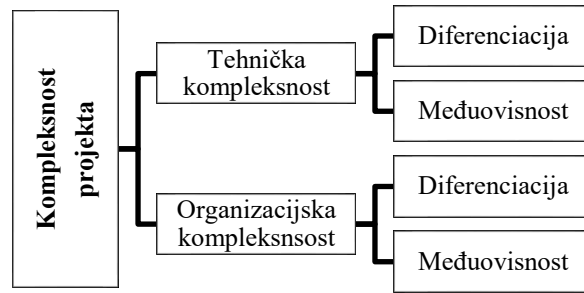 Kompleksnost
projekta
Tehnička
kompleksnost
Diferenciacija
Međuovisnost
Organizacijska
kompleksnsost
Diferenciacija
Međuovisnost